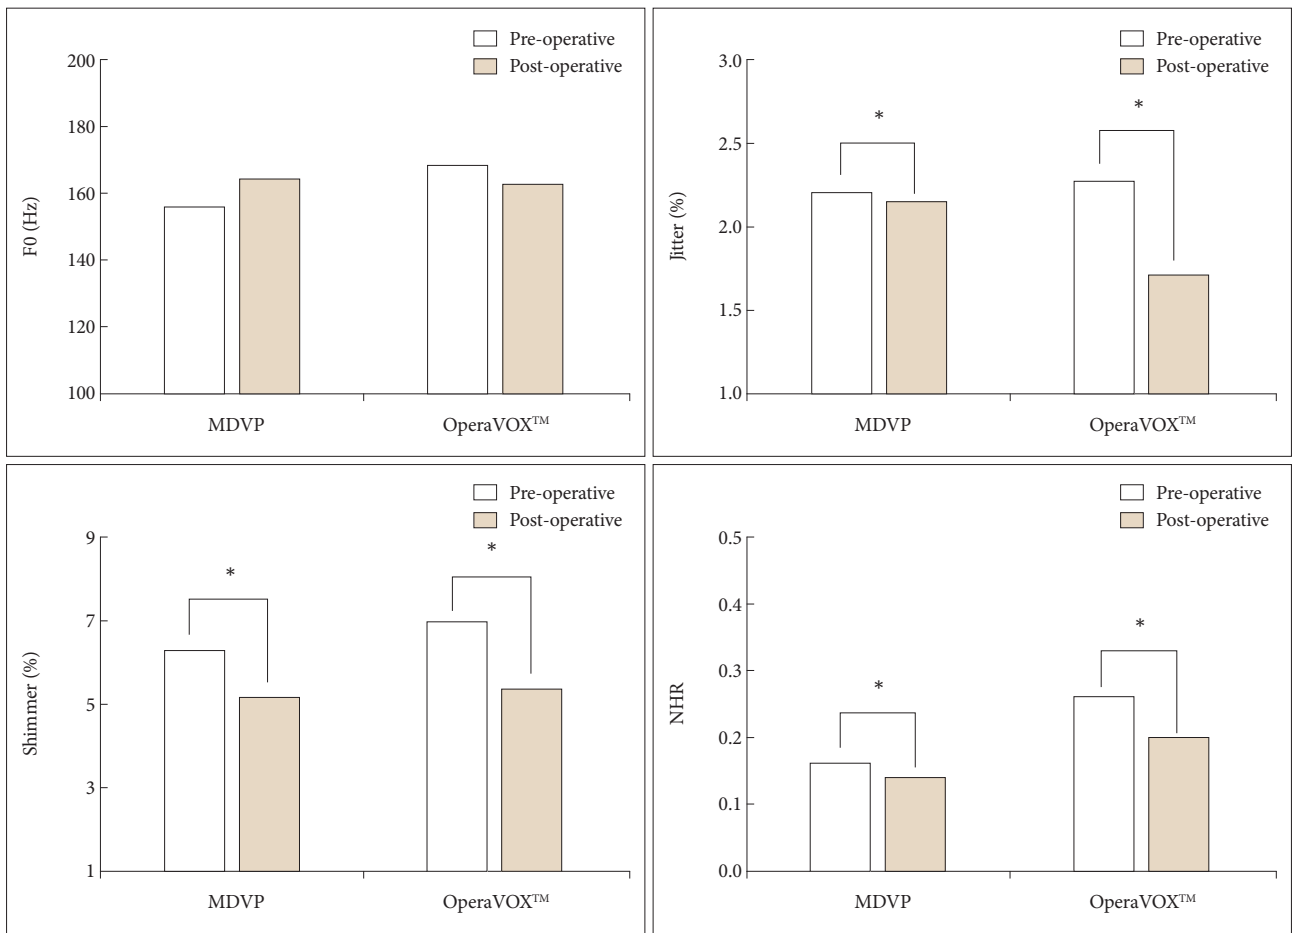 Pre-operative
Post-operative
200
180
160
140
120
100
F0 (Hz)
MDVP
OperaVOX™
Pre-operative
Post-operative
3.0
2.5
2.0
1.5
1.0
Jitter (%)
*
*
MDVP
OperaVOX™
Pre-operative
Post-operative
9
7
5
3
1
Shimmer (%)
*
*
MDVP
OperaVOX™
Pre-operative
Post-operative
0.5
0.4
0.3
0.2
0.1
0.0
NHR
*
*
MDVP
OperaVOX™